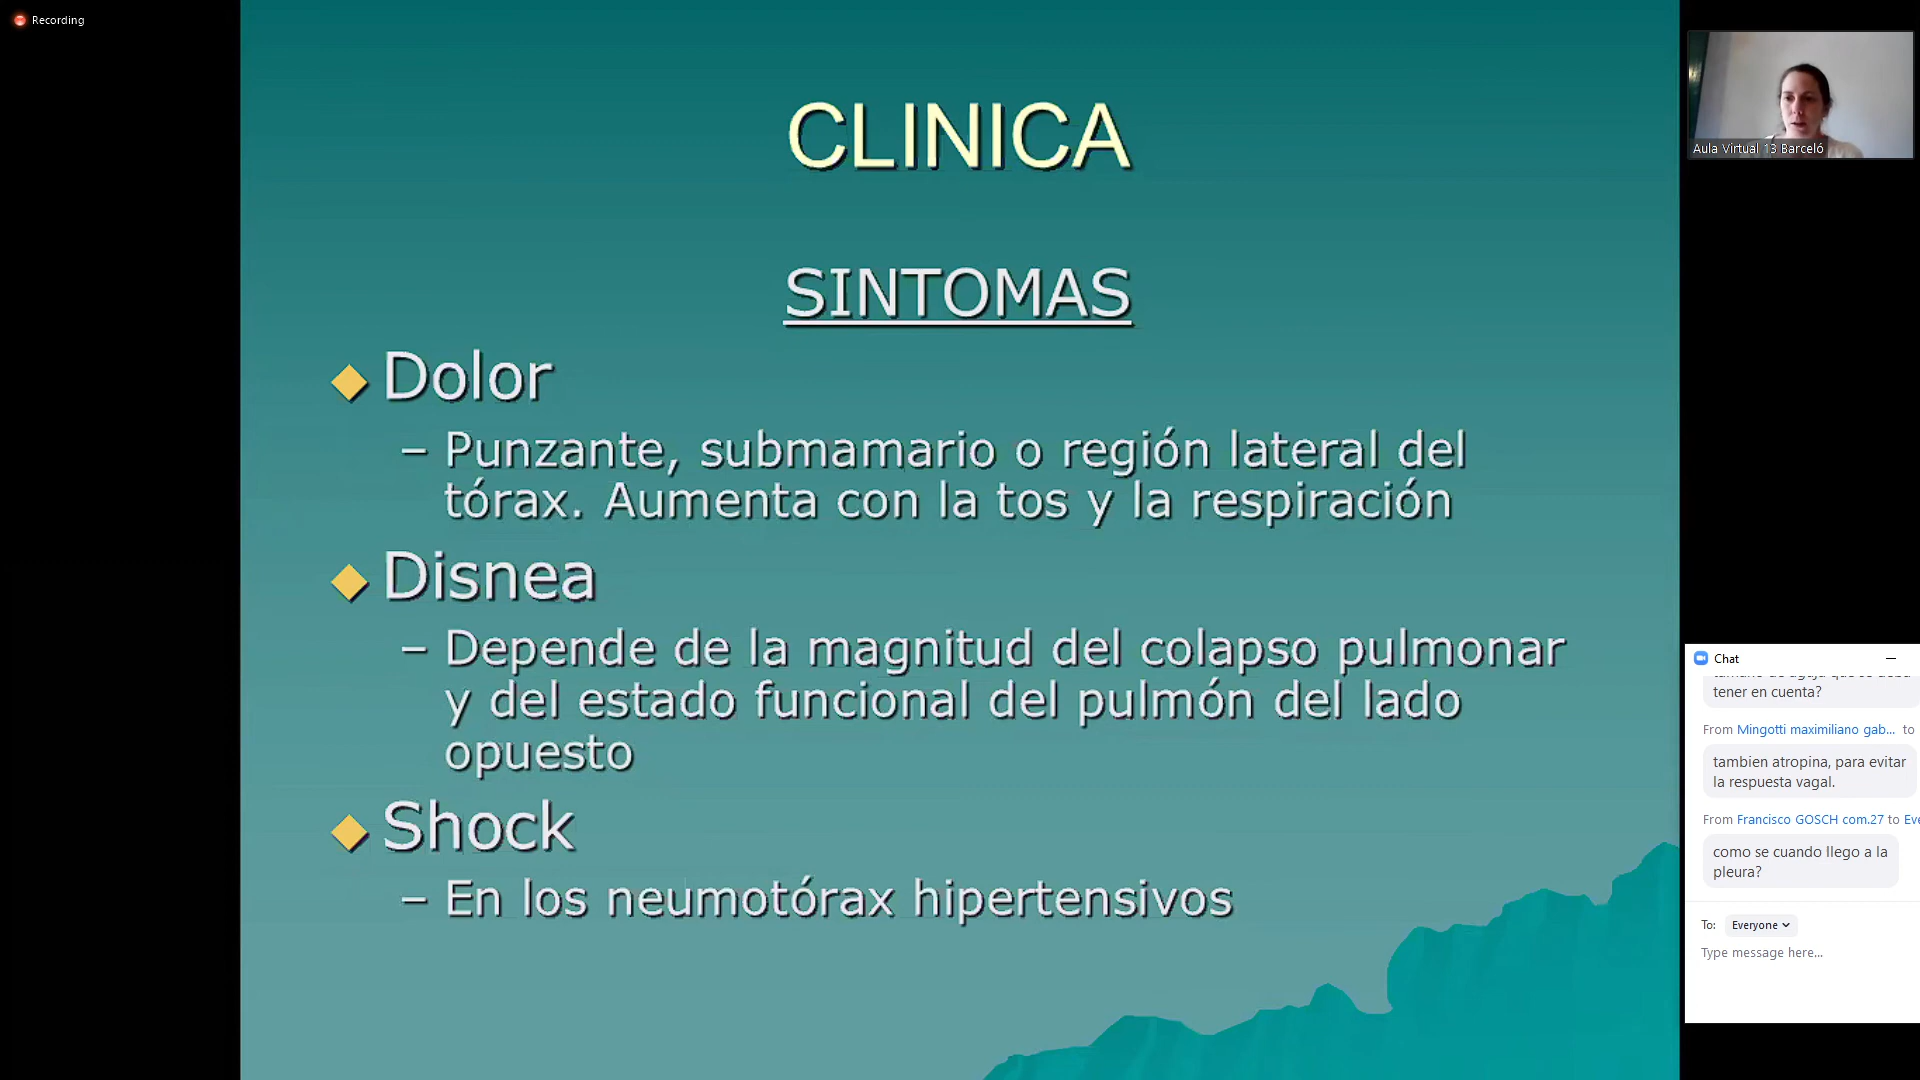 Recording
CLINICA
SINTOMAS
Dolor
– Punzante, submamario o región lateral del
tórax. Aumenta con la tos y la respiración
Disnea
– Depende de la magnitud del colapso pulmonar
y del estado funcional del pulmón del lado
opuesto
Shock
– En los neumotórax hipertensivos
Aula Virtual 13 Barceló
Chat
tener en cuenta?
From Mingotti maximiliano gab... to
tambien atropina, para evitar
la respuesta vagal.
From Francisco GOSCH com.27 to Eve
como se cuando llego a la
pleura?
To: Everyone
Type message here...